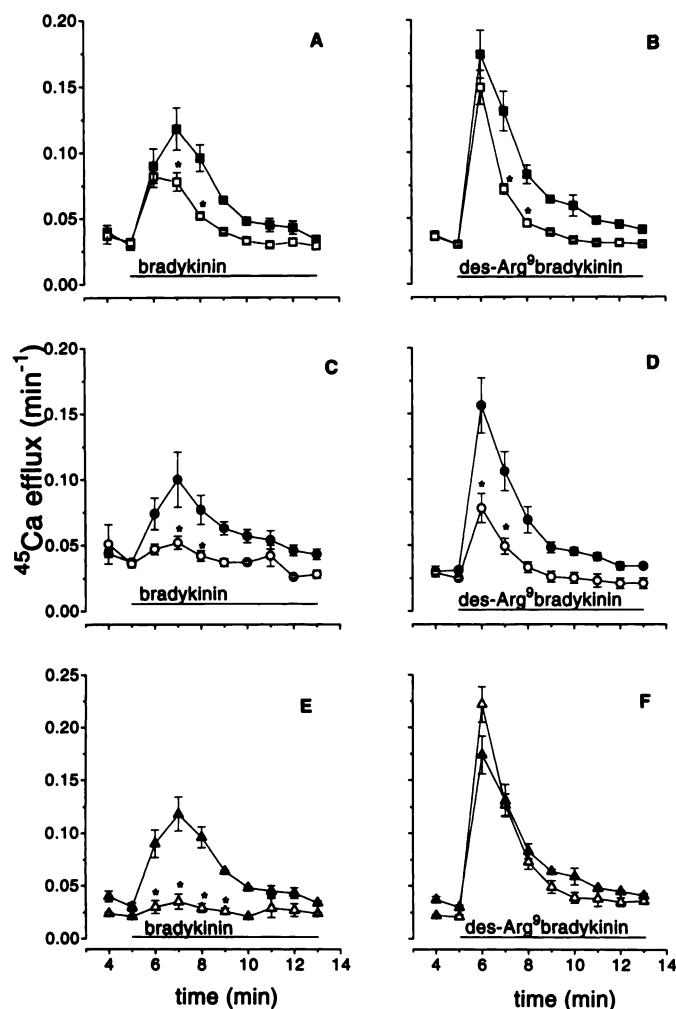 A
B
0.20
0.15
0.10
0.05
0.00
bradykinin
des-Arg⁹bradykinin
C
D
0.20
0.15
0.10
0.05
0.00
bradykinin
des-Arg⁹bradykinin
⁴⁵Ca efflux (min⁻¹)
E
F
0.25
0.20
0.15
0.10
0.05
0.00
bradykinin
des-Arg⁹bradykinin
4 6 8 10 12 14
4 6 8 10 12 14
time (min)
time (min)